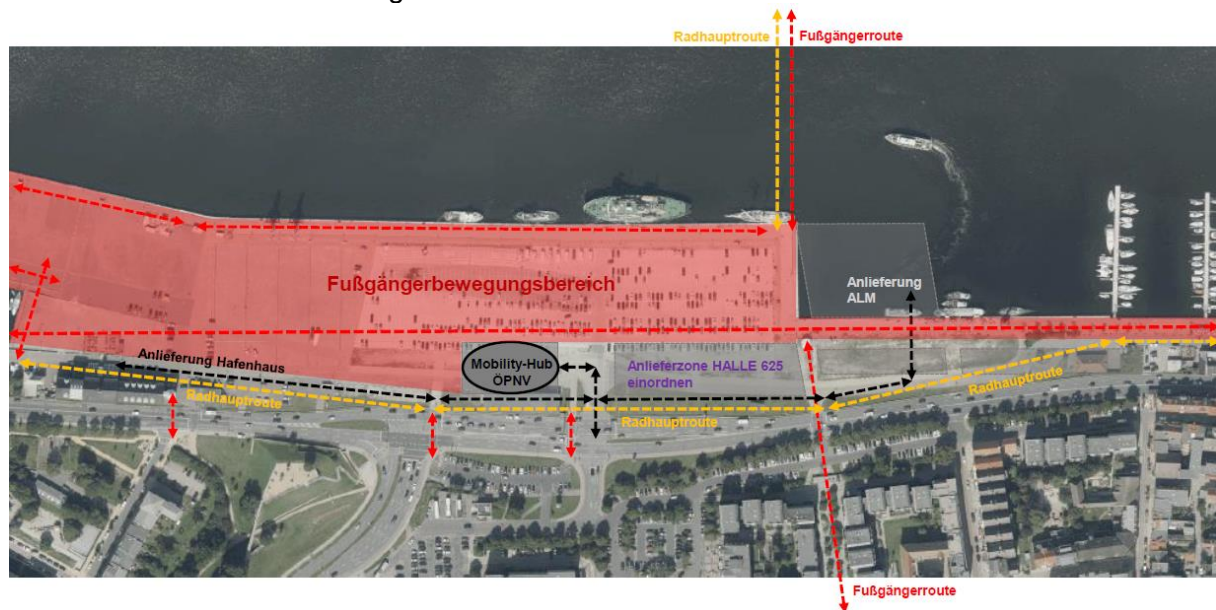 g
Radhauptroute
Fußgängerroute
Fußgängerbewegungsbereich
Anlieferung
ALM
Anlieferung Hafenhaus
Mobility-Hub
ÖPNV
Anlieferzone HALLE 625
einordnen
Radhauptroute
Radhauptroute
Radhauptroute
Fußgängerroute